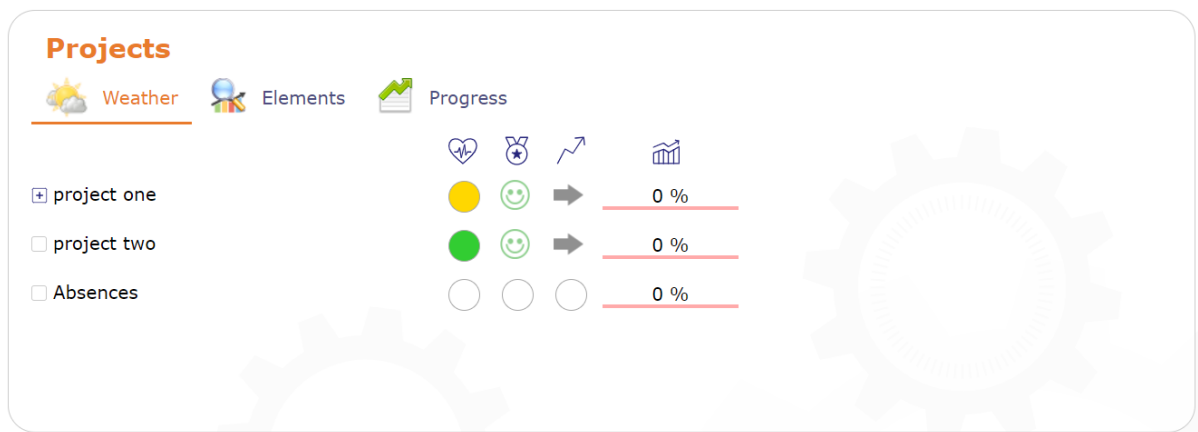 Projects
Weather Elements Progress
project one 0 %
project two 0 %
Absences 0 %